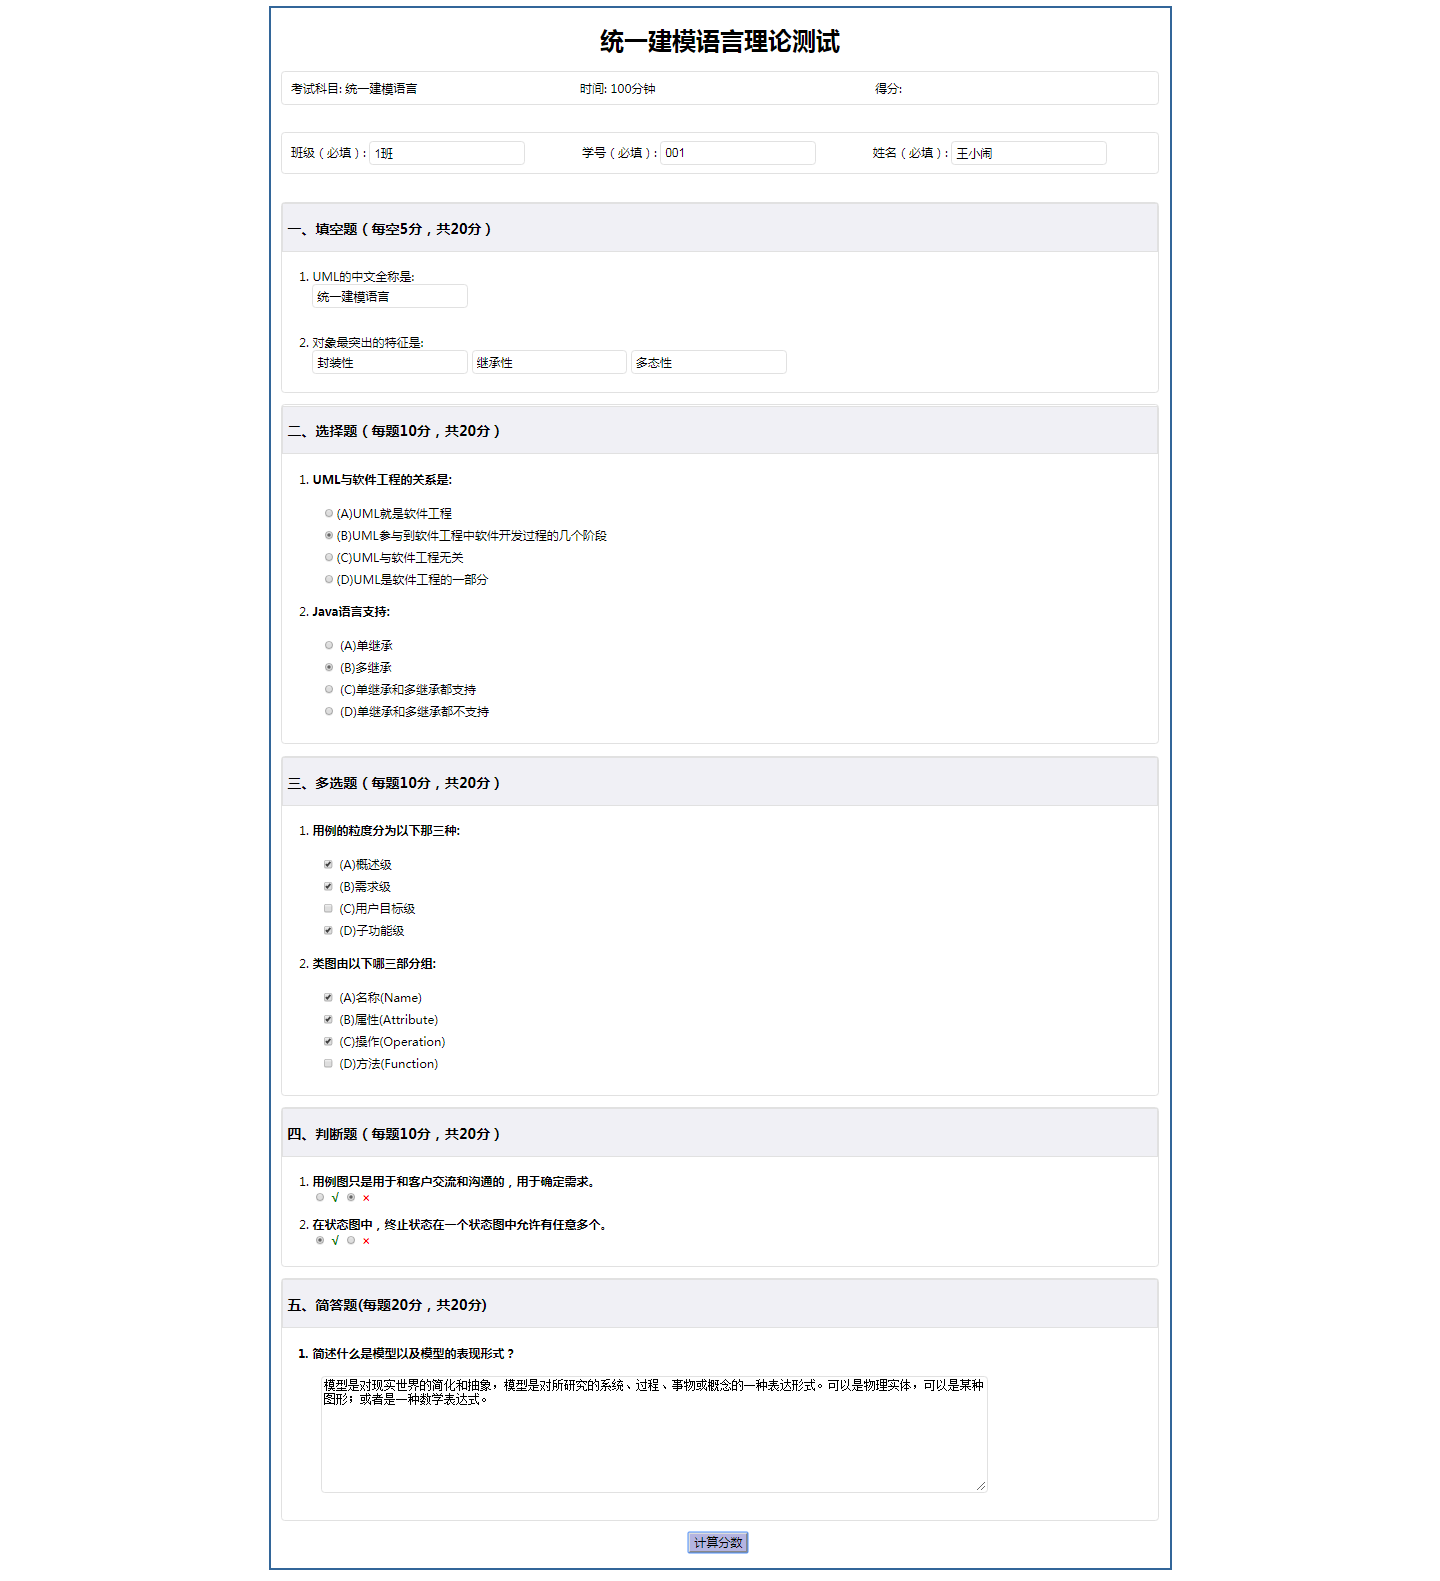 统一建模语言理论测试
考试科目: 统一建模语言 时间: 100分钟 得分:
班级（必填）: 1班 学号（必填）: 001 姓名（必填）: 王小闹
一、填空题（每空5分，共20分）
1. UML的中文全称是:
统一建模语言
2. 对象最突出的特征是:
封装性 继承性 多态性
二、选择题（每题10分，共20分）
1. UML与软件工程的关系是:
(A)UML就是软件工程
(B)UML参与到软件工程中软件开发过程的几个阶段
(C)UML与软件工程无关
(D)UML是软件工程的一部分
2. Java语言支持:
(A)单继承
(B)多继承
(C)单继承和多继承都支持
(D)单继承和多继承都不支持
三、多选题（每题10分，共20分）
1. 用例的粒度分为以下那三种:
(A)概述级
(B)需求级
(C)用户目标级
(D)子功能级
2. 类图由以下哪三部分组:
(A)名称(Name)
(B)属性(Attribute)
(C)操作(Operation)
(D)方法(Function)
四、判断题（每题10分，共20分）
1. 用例图只是用于和客户交流和沟通的，用于确定需求。
√ ×
2. 在状态图中，终止状态在一个状态图中允许有任意多个。
√ ×
五、简答题(每题20分，共20分)
1. 简述什么是模型以及模型的表现形式？
模型是对现实世界的简化和抽象，模型是对所研究的系统、过程、事物或概念的一种表达形式。可以是物理实体，可以是某种
图形；或者是一种数学表达式。
计算分数